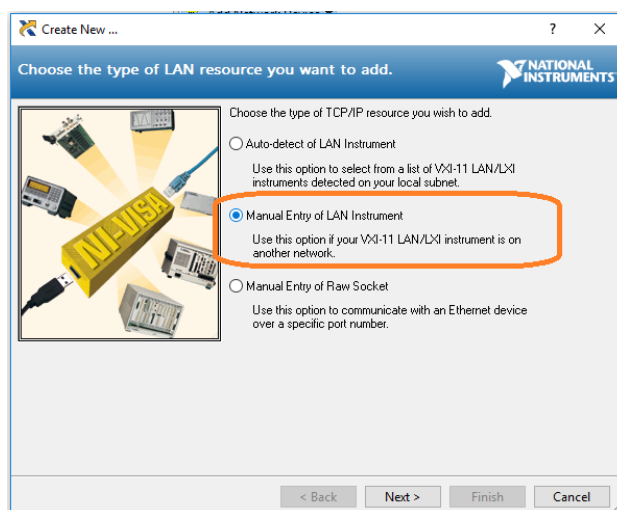 Create New ...
Choose the type of LAN resource you want to add.
NATIONAL
INSTRUMENTS
Choose the type of TCP/IP resource you wish to add.
Auto-detect of LAN Instrument
Use this option to select from a list of VXI-11 LAN/LXI
instruments detected on your local subnet.
Manual Entry of LAN Instrument
Use this option if your VXI-11 LAN/LXI instrument is on
another network.
Manual Entry of Raw Socket
Use this option to communicate with an Ethernet device
over a specific port number.
NI-VISA
< Back
Next >
Finish
Cancel